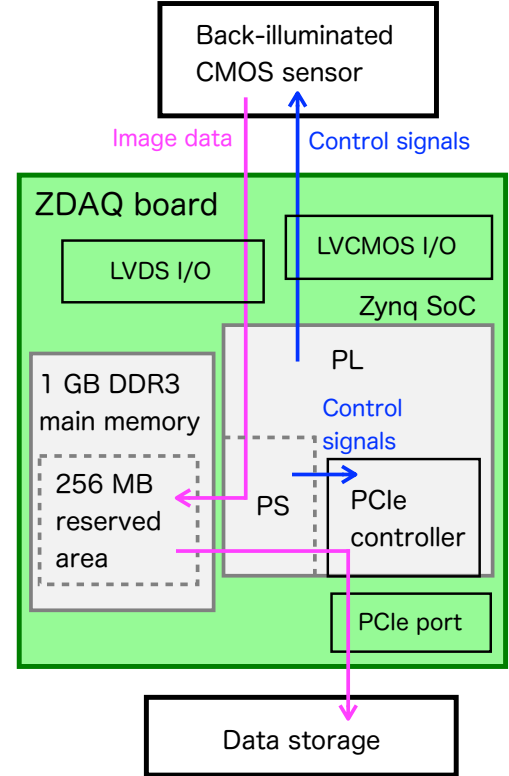 Back-illuminated
CMOS sensor
Image data
Control signals
ZDAQ board
LVCMOS I/O
LVDS I/O
Zynq SoC
PL
1 GB DDR3
main memory
Control
signals
256 MB
reserved
area
PS
PCIe
controller
PCIe port
Data storage